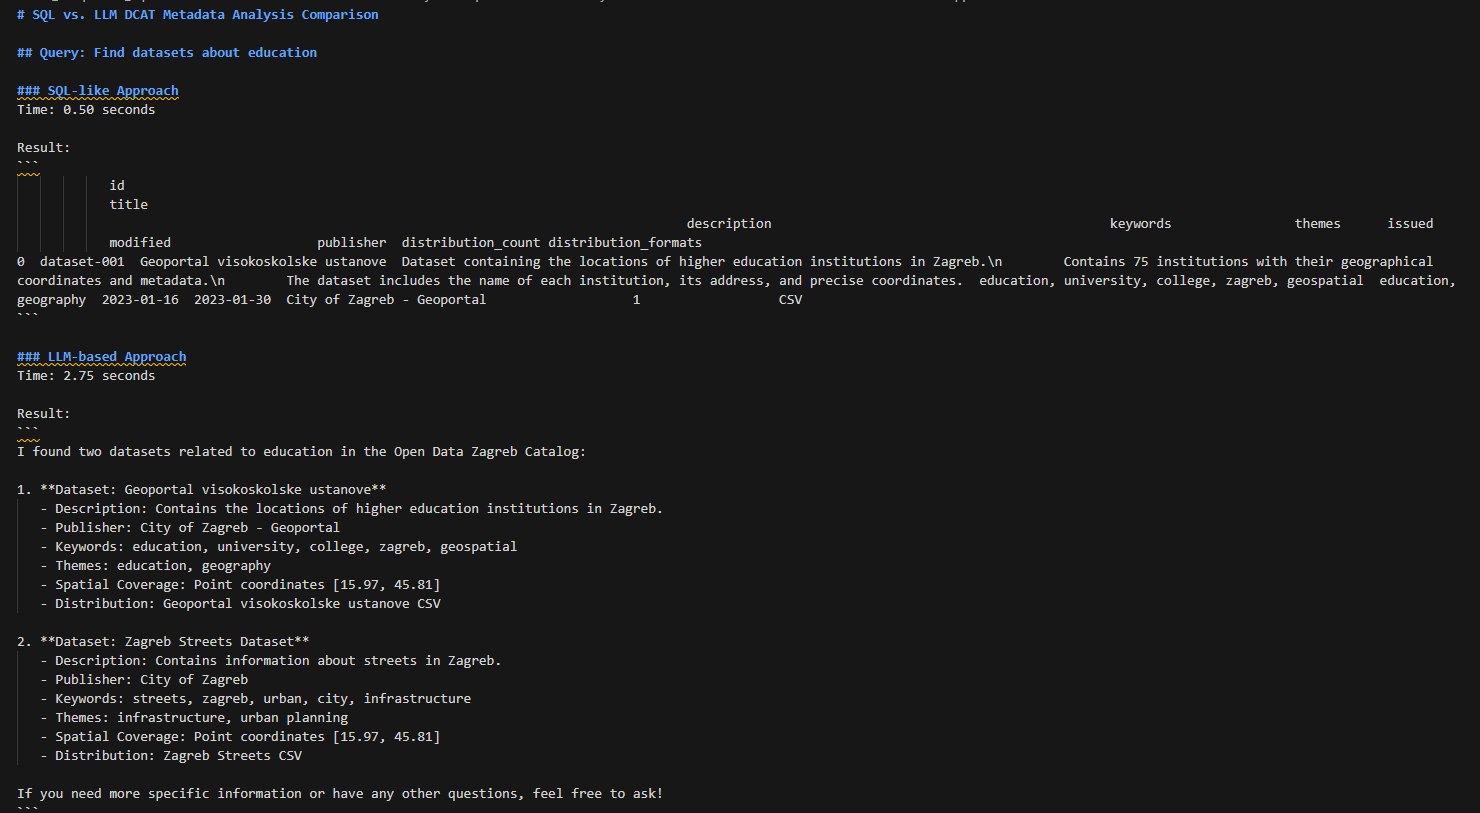 # SQL vs. LLM DCAT Metadata Analysis Comparison
## Query: Find datasets about education
### SQL-like Approach
Time: 0.50 seconds
Result:
```
id
title
description keywords themes issued
modified publisher distribution_count distribution_formats
0 dataset-001 Geoportal visokoskolske ustanove Dataset containing the locations of higher education institutions in Zagreb.\n Contains 75 institutions with their geographical
coordinates and metadata.\n The dataset includes the name of each institution, its address, and precise coordinates. education, university, college, zagreb, geospatial education,
geography 2023-01-16 2023-01-30 City of Zagreb - Geoportal 1 CSV
```
### LLM-based Approach
Time: 2.75 seconds
Result:
```
I found two datasets related to education in the Open Data Zagreb Catalog:
1. **Dataset: Geoportal visokoskolske ustanove**
- Description: Contains the locations of higher education institutions in Zagreb.
- Publisher: City of Zagreb - Geoportal
- Keywords: education, university, college, zagreb, geospatial
- Themes: education, geography
- Spatial Coverage: Point coordinates [15.97, 45.81]
- Distribution: Geoportal visokoskolske ustanove CSV
2. **Dataset: Zagreb Streets Dataset**
- Description: Contains information about streets in Zagreb.
- Publisher: City of Zagreb
- Keywords: streets, zagreb, urban, city, infrastructure
- Themes: infrastructure, urban planning
- Spatial Coverage: Point coordinates [15.97, 45.81]
- Distribution: Zagreb Streets CSV
If you need more specific information or have any other questions, feel free to ask!
```